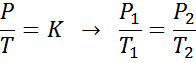 P/T = K → P₁/T₁ = P₂/T₂